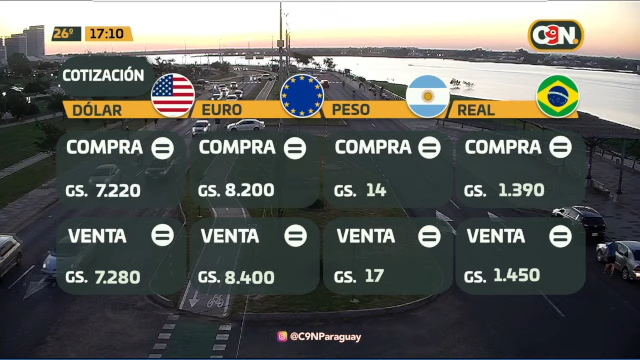 26º 17:10
C9N
COTIZACIÓN
DÓLAR EURO PESO REAL
COMPRA COMPRA COMPRA COMPRA
GS. 7.220 GS. 8.200 GS. 14 GS. 1.390
VENTA VENTA VENTA VENTA
GS. 7.280 GS. 8.400 GS. 17 GS. 1.450
@C9NParaguay